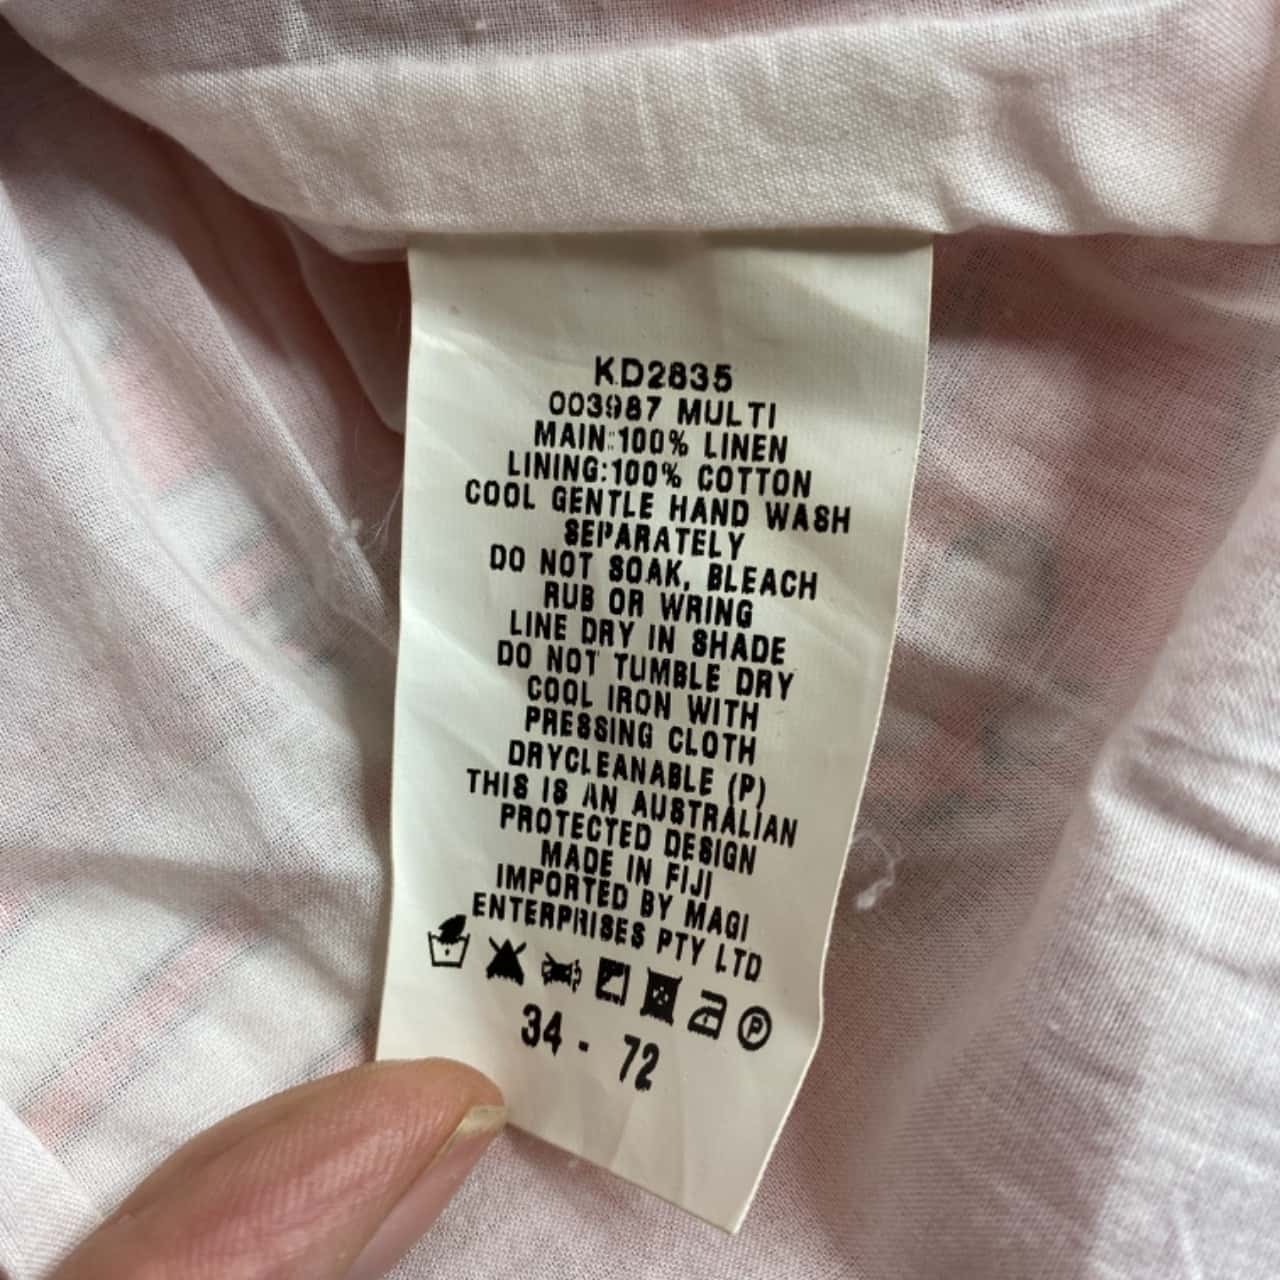 KD2835
003987 MULTI
MAIN:100% LINEN
LINING:100% COTTON
COOL GENTLE HAND WASH
SEPARATELY
DO NOT SOAK, BLEACH
RUB OR WRING
LINE DRY IN SHADE
DO NOT TUMBLE DRY
COOL IRON WITH
PRESSING CLOTH
DRYCLEANABLE (P)
THIS IS AN AUSTRALIAN
PROTECTED DESIGN
MADE IN FIJI
IMPORTED BY MAGI
ENTERPRISES PTY LTD
P
34 - 72